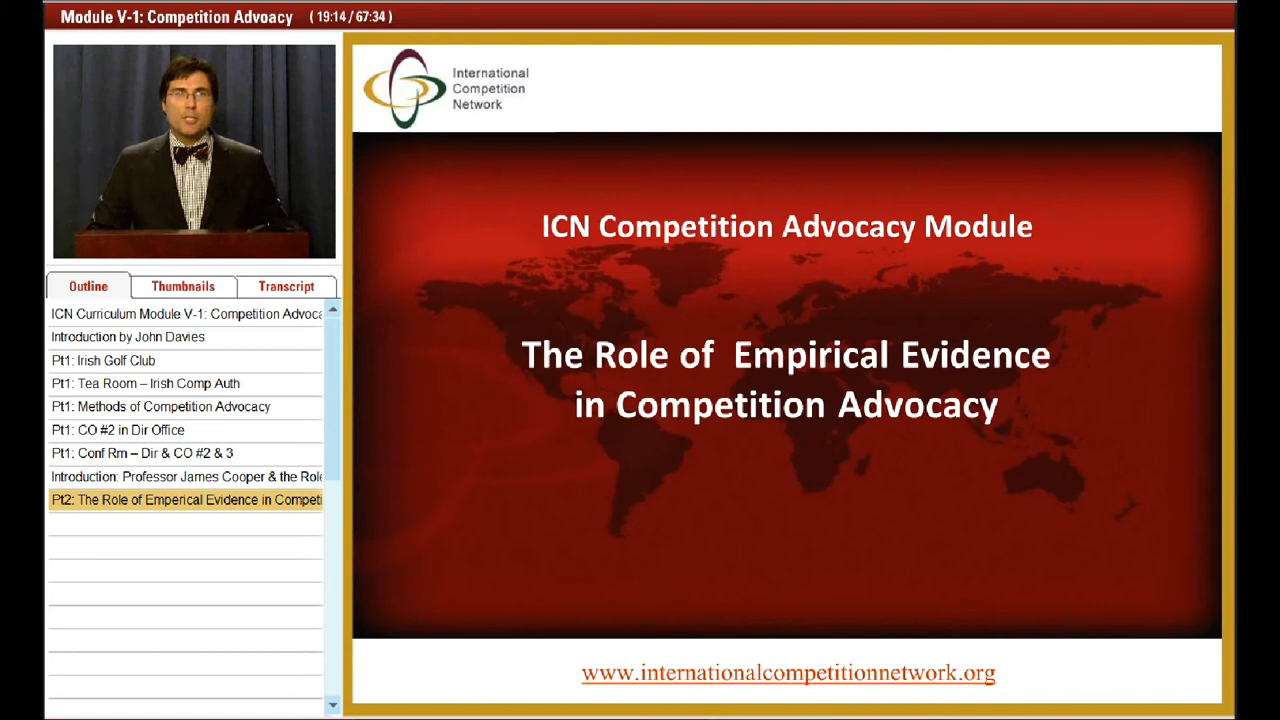 Module V-1: Competition Advoacy ( 19:14 / 67:34 )
International
Competition
Network
ICN Competition Advocacy Module
The Role of Empirical Evidence
in Competition Advocacy
www.internationalcompetitionnetwork.org
Outline Thumbnails Transcript
ICN Curriculum Module V-1: Competition Advoca
Introduction by John Davies
Pt1: Irish Golf Club
Pt1: Tea Room – Irish Comp Auth
Pt1: Methods of Competition Advocacy
Pt1: CO #2 in Dir Office
Pt1: Conf Rm – Dir & CO #2 & 3
Introduction: Professor James Cooper & the Role
Pt2: The Role of Emperical Evidence in Competi